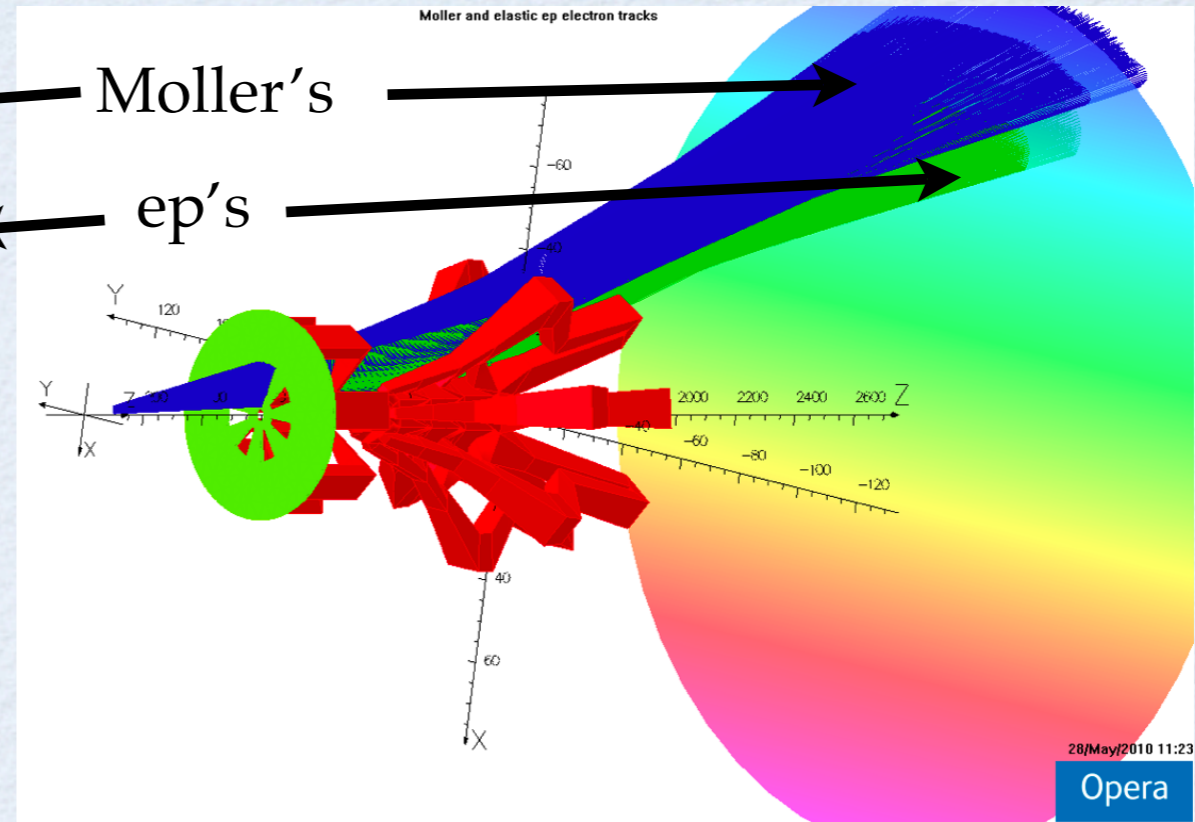 Moller and elastic ep electron tracks
Moller's
ep's
-60
-40
Y
120
Y
Z
X
2000 2200 2400 2600 Z
-40
-60
-80
-100
-120
40
60
X
28/May/2010 11:23
Opera